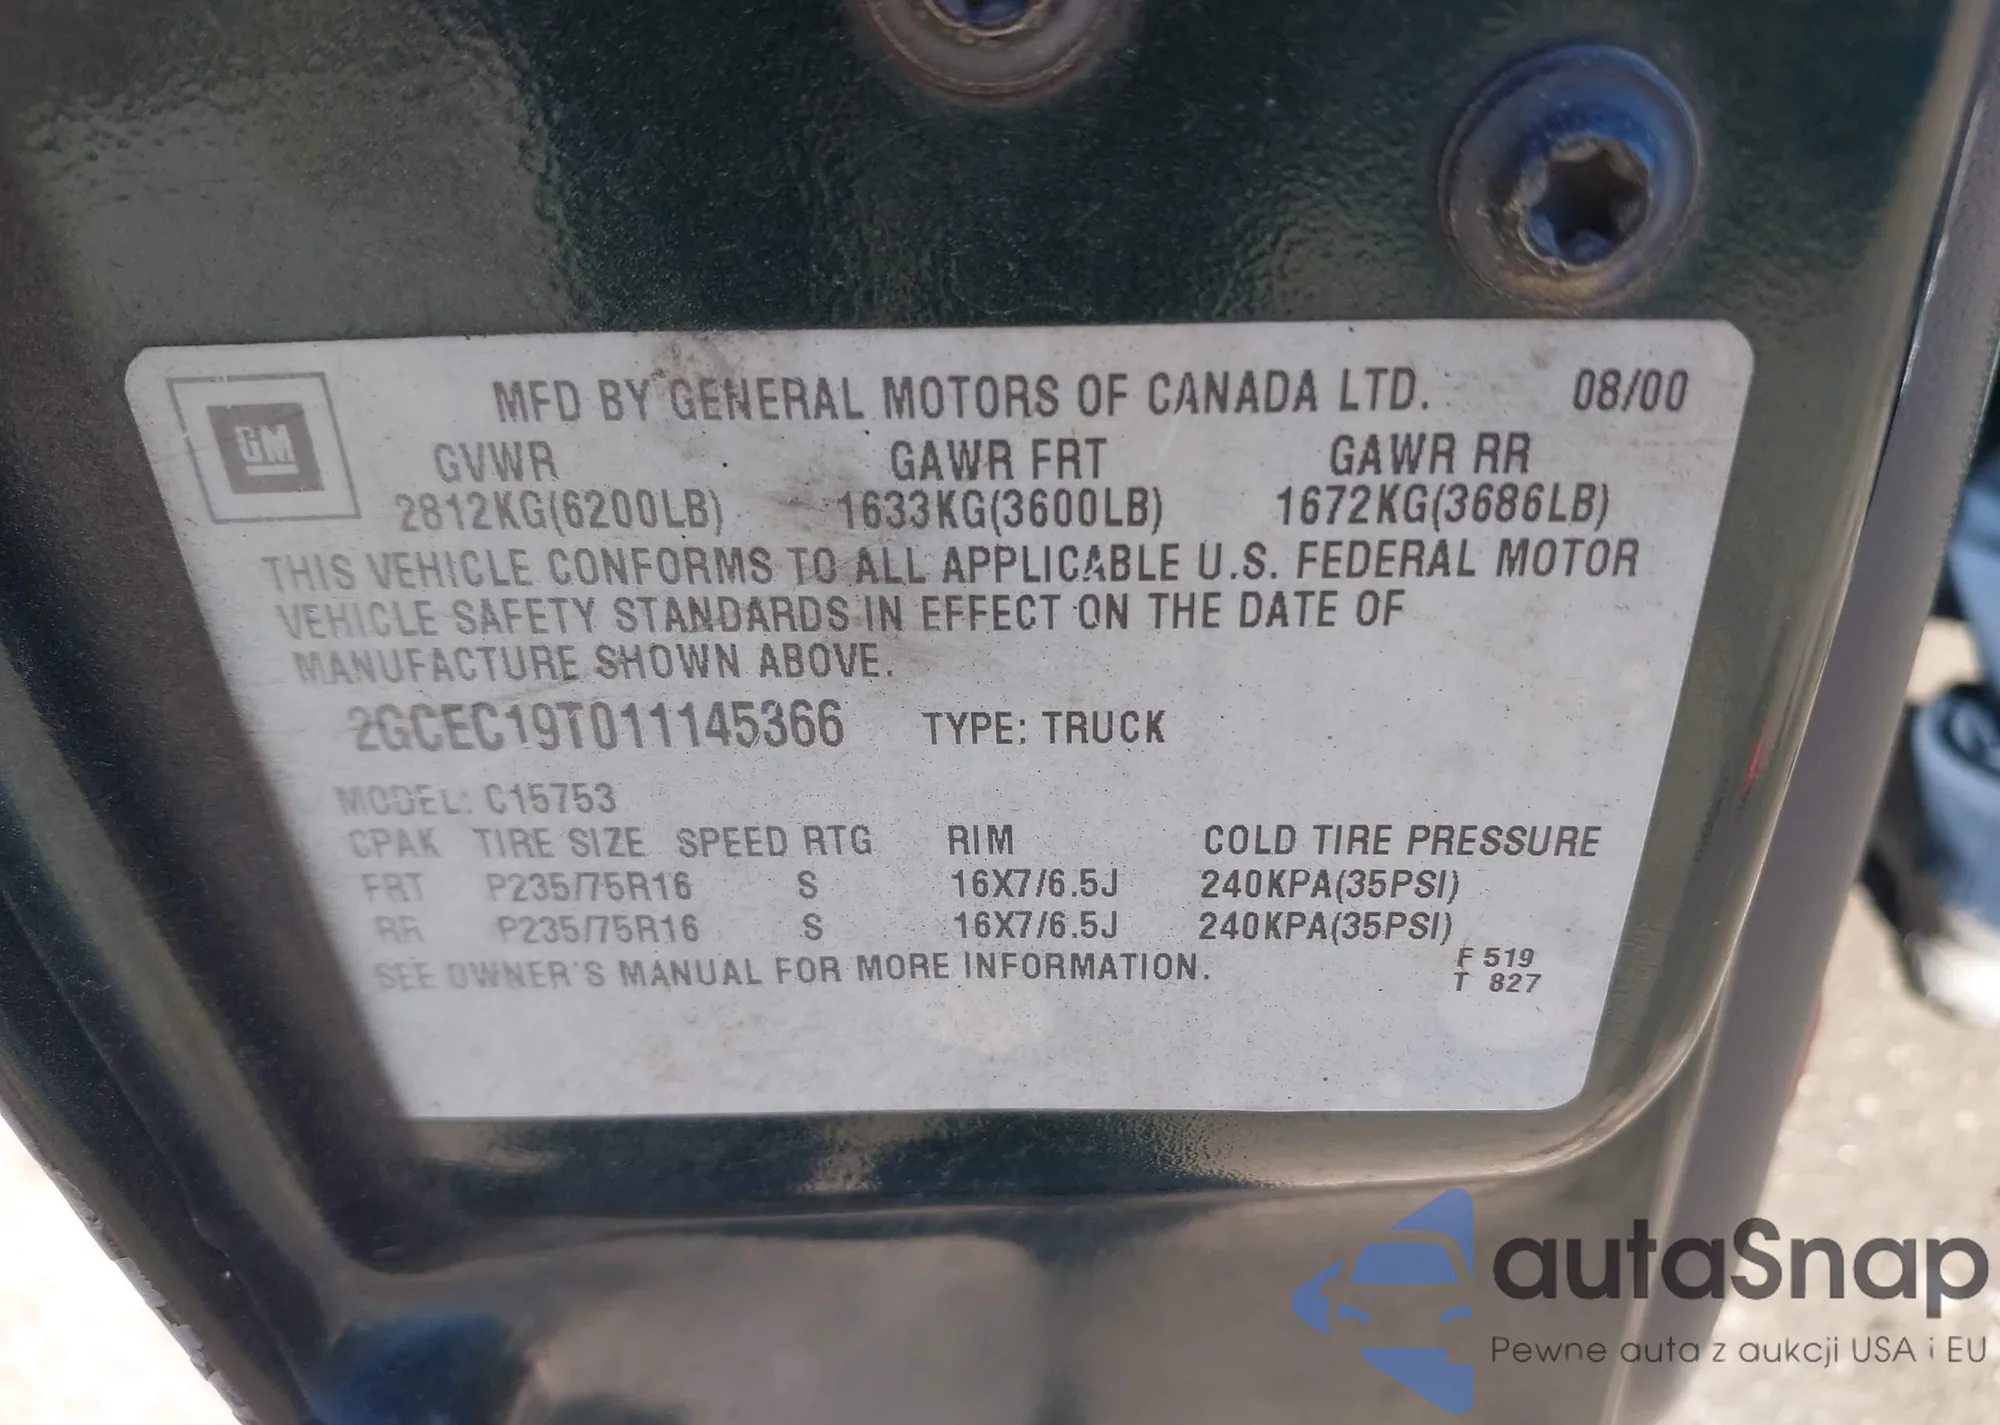 MFD BY GENERAL MOTORS OF CANADA LTD. 08/00
GM
GVWR GAWR FRT GAWR RR
2812KG(6200LB) 1633KG(3600LB) 1672KG(3686LB)
THIS VEHICLE CONFORMS TO ALL APPLICABLE U.S. FEDERAL MOTOR
VEHICLE SAFETY STANDARDS IN EFFECT ON THE DATE OF
MANUFACTURE SHOWN ABOVE.
2GCEC19T011145366 TYPE: TRUCK
MODEL: C15753
CPAK TIRE SIZE SPEED RTG RIM COLD TIRE PRESSURE
FRT P235/75R16 S 16X7/6.5J 240KPA(35PSI)
RR P235/75R16 S 16X7/6.5J 240KPA(35PSI)
SEE OWNER'S MANUAL FOR MORE INFORMATION.
F 519
T 827
autaSnap
Pewne auta z aukcji USA i EU